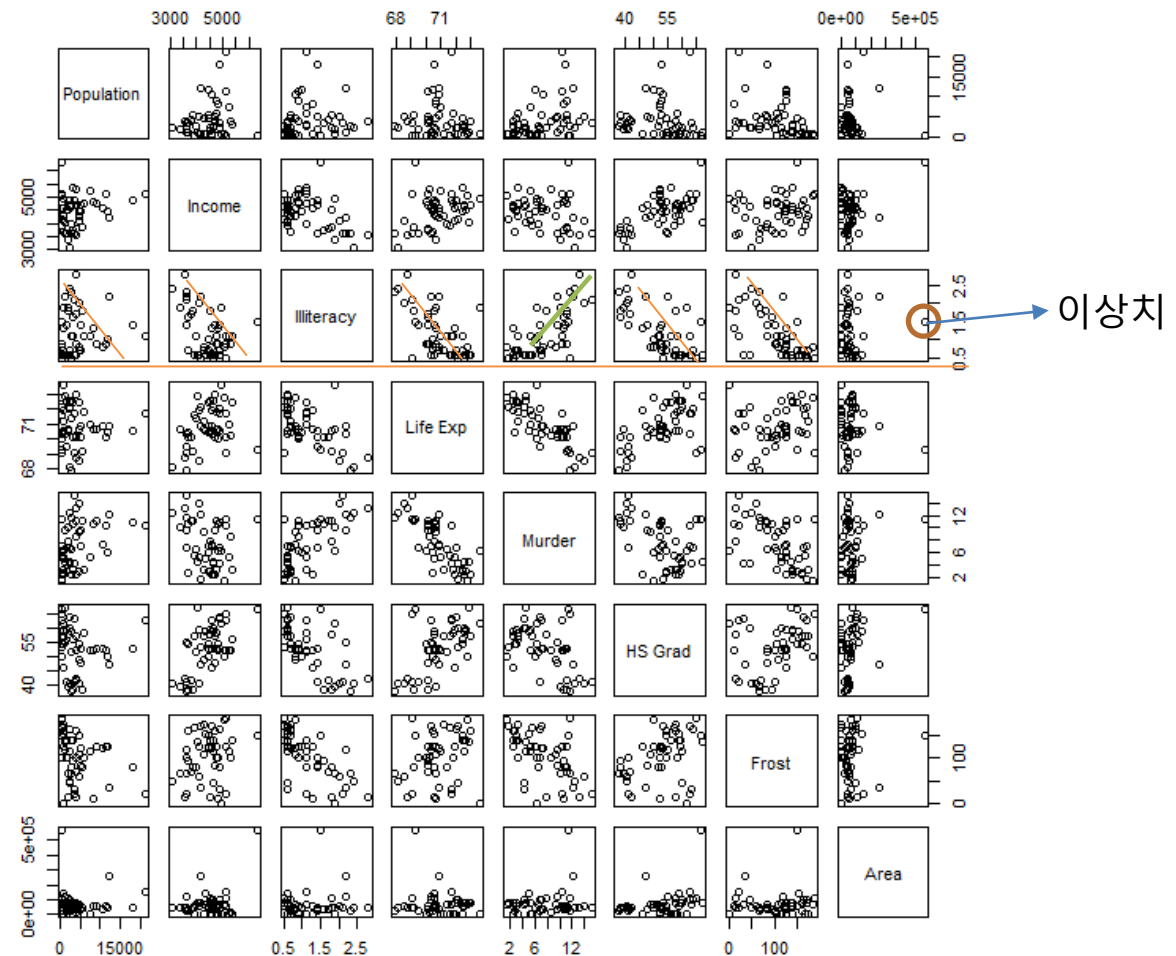 3000 5000
68 71
40 55
0e+00 5e+05
Population
0 15000
Income
3000 5000
Illiteracy
0.5 1.5 2.5
이상치
Life Exp
68 71
Murder
2 6 12
HS Grad
40 55
Frost
0 100
Area
0e+00 5e+05
0 15000
0.5 1.5 2.5
2 6 12
0 100